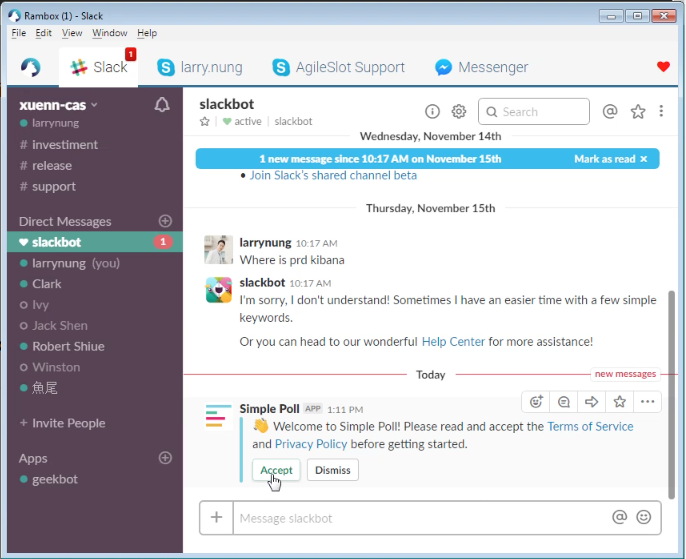 Rambox (1) - Slack
File Edit View Window Help
Slack 1 larry.nung AgileSlot Support Messenger
xuenn-cas
larrynung
# investiment
# release
# support
Direct Messages
slackbot 1
larrynung (you)
Clark
Ivy
Jack Shen
Robert Shiue
Winston
魚尾
+ Invite People
Apps
geekbot
slackbot
active | slackbot
Search
Wednesday, November 14th
1 new message since 10:17 AM on November 15th Mark as read ×
• Join Slack's shared channel beta
Thursday, November 15th
larrynung 10:17 AM
Where is prd kibana
slackbot 10:17 AM
I'm sorry, I don't understand! Sometimes I have an easier time with a few simple
keywords.
Or you can head to our wonderful Help Center for more assistance!
Today
new messages
Simple Poll APP 1:11 PM
👋 Welcome to Simple Poll! Please read and accept the Terms of Service
and Privacy Policy before getting started.
Accept Dismiss
+ Message slackbot @